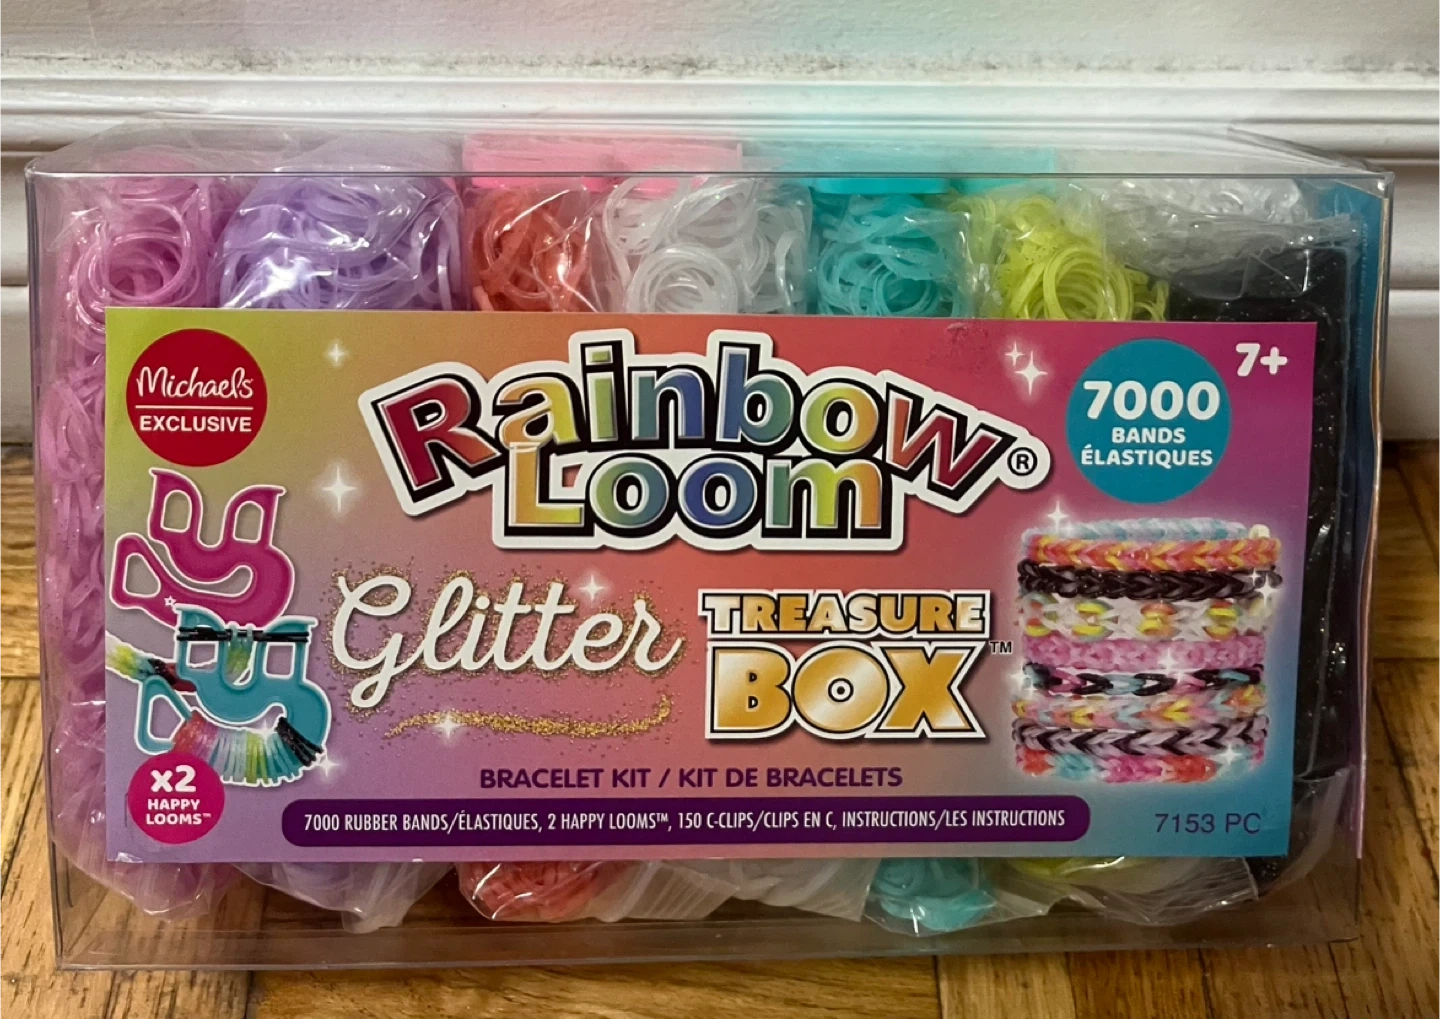 Michaels
EXCLUSIVE
RainboW
Loom®
7+
7000
BANDS
ÉLASTIQUES
Glitter
TREASURE
BOX™
x2
HAPPY
LOOMS™
BRACELET KIT / KIT DE BRACELETS
7000 RUBBER BANDS/ÉLASTIQUES, 2 HAPPY LOOMS™, 150 C-CLIPS/CLIPS EN C, INSTRUCTIONS/LES INSTRUCTIONS
7153 PC